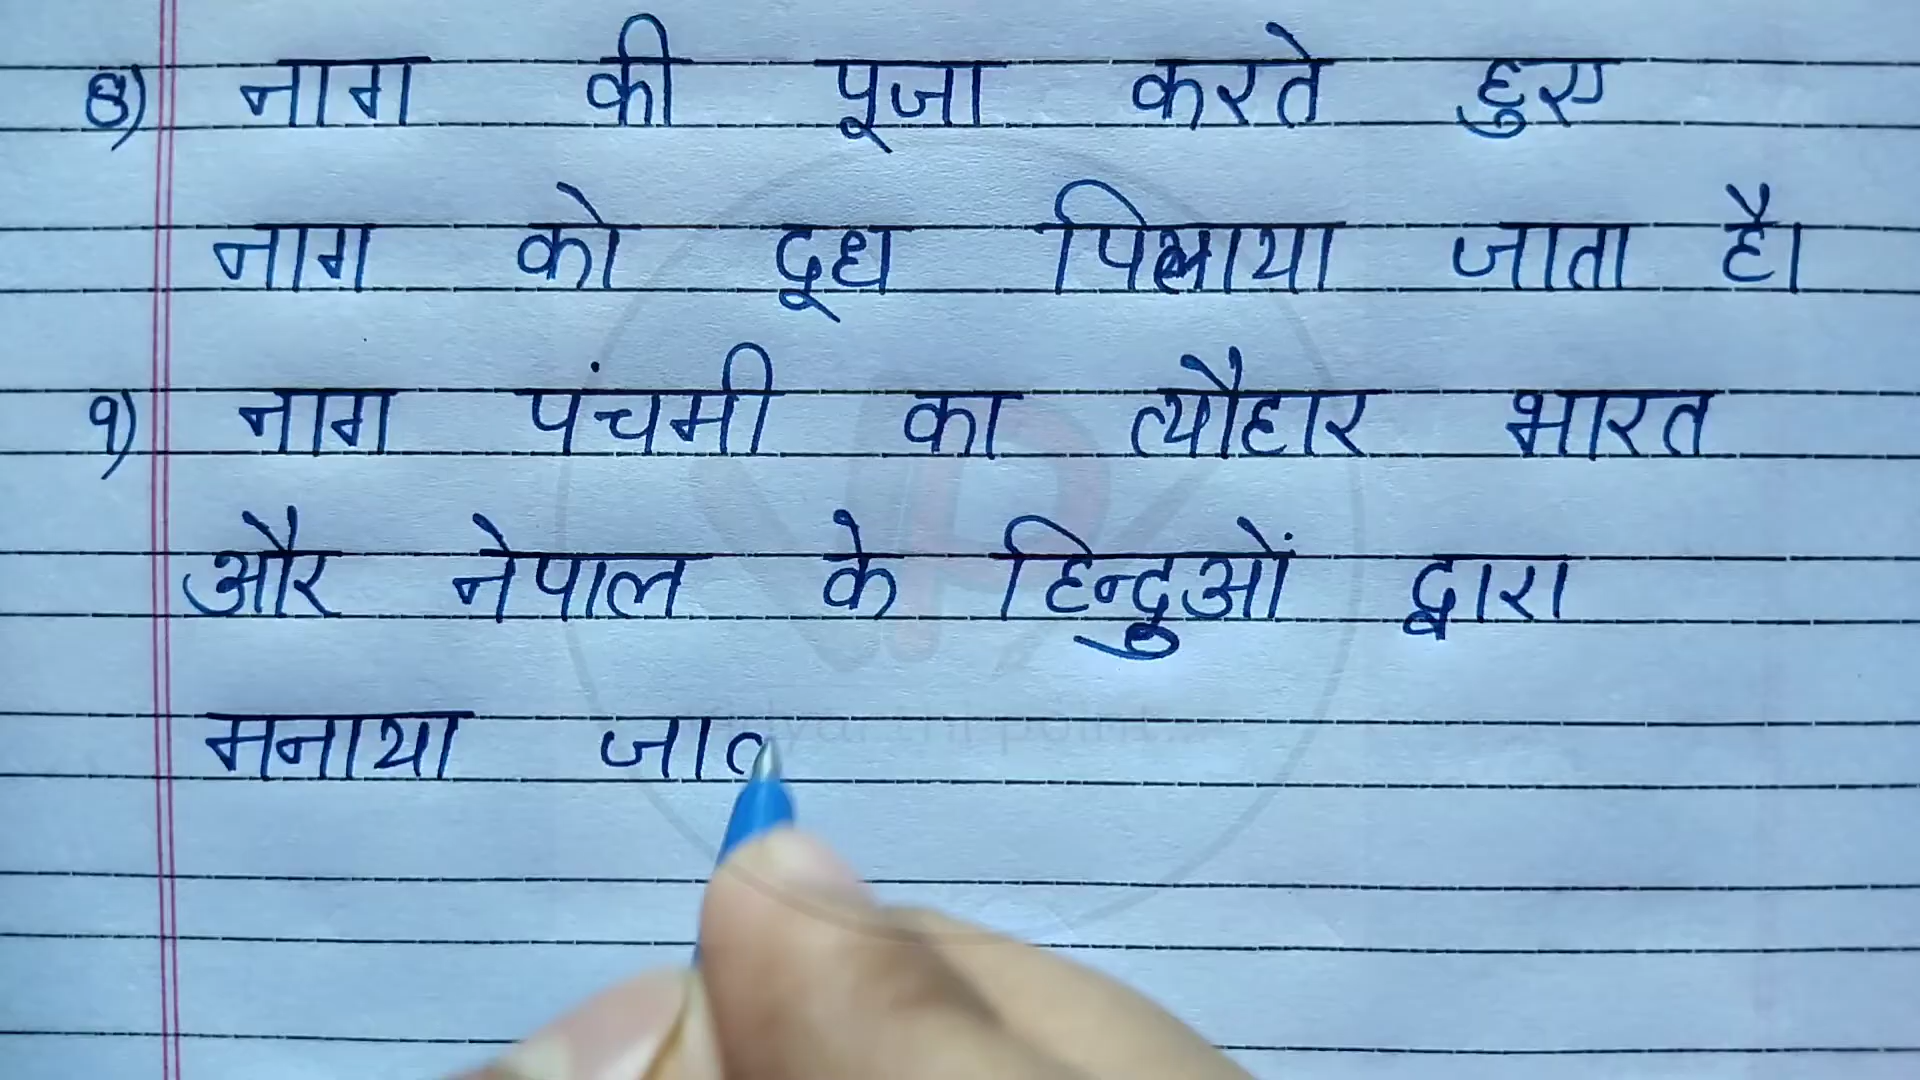 8) नाग की पूजा करते हुए
नाग को दूध पिलाया जाता है।
9) नाग पंचमी का त्यौहार भारत
और नेपाल के हिन्दुओं द्वारा
मनाया जात